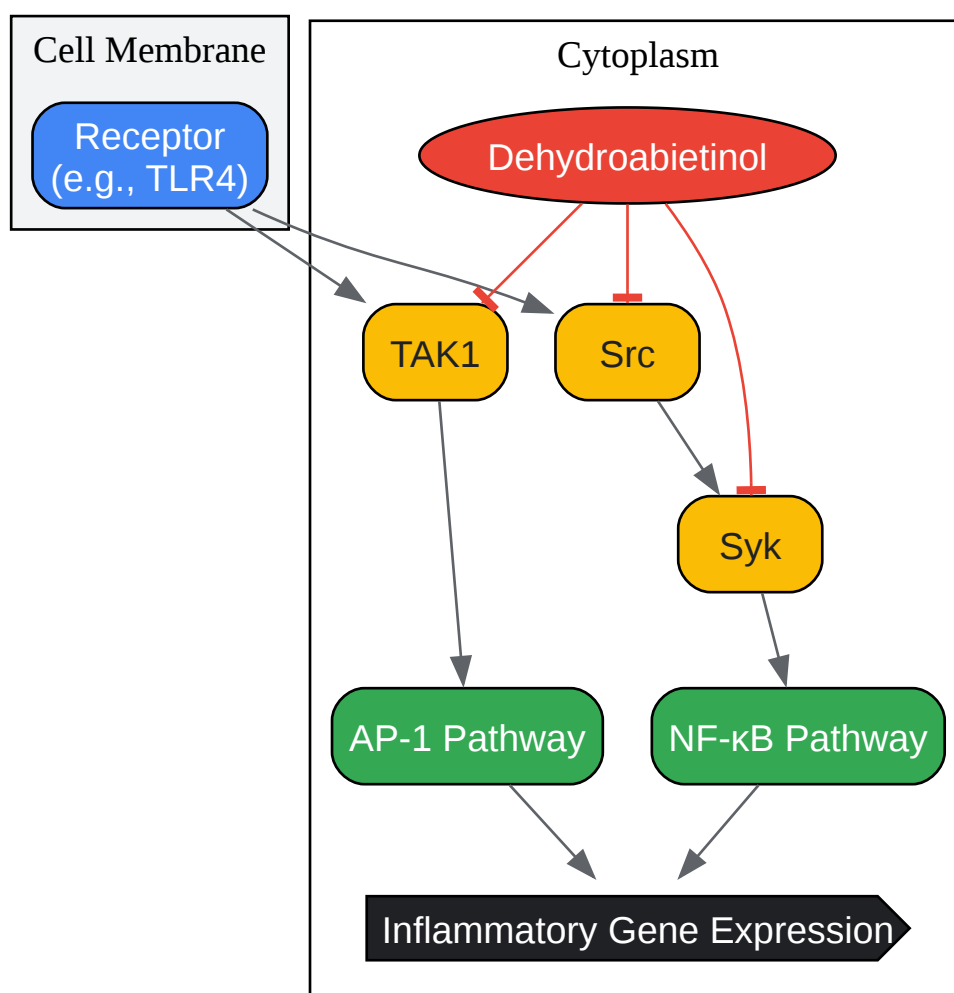 Cell Membrane
Receptor
(e.g., TLR4)
Cytoplasm
Dehydroabietinol
TAK1
Src
Syk
AP-1 Pathway
NF-κB Pathway
Inflammatory Gene Expression